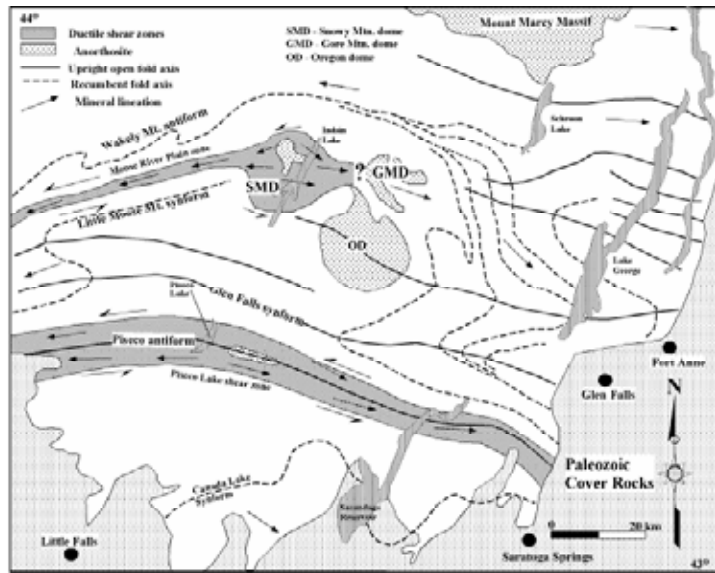 44°
Ductile shear zones
Anorthosite
Upright open fold axis
Recumbent fold axis
Mineral lineation
SMD - Snowy Mtn. dome
GMD - Gore Mtn. dome
OD - Oregon dome
Mount Marcy Massif
Schroon
Lake
Wakely Mt. antiform
Indian
Lake
Moose River Plain zone
?
GMD
SMD
Little Moose Mt. synform
OD
Lake
George
Piseco
Lake
Glen Falls synform
Piseco antiform
Piseco Lake shear zone
Fort Anne
Glen Falls
N
Canada Lake
Synform
Paleozoic
Cover Rocks
Reservoir
0 20 km
Little Falls
Saratoga Springs
43°